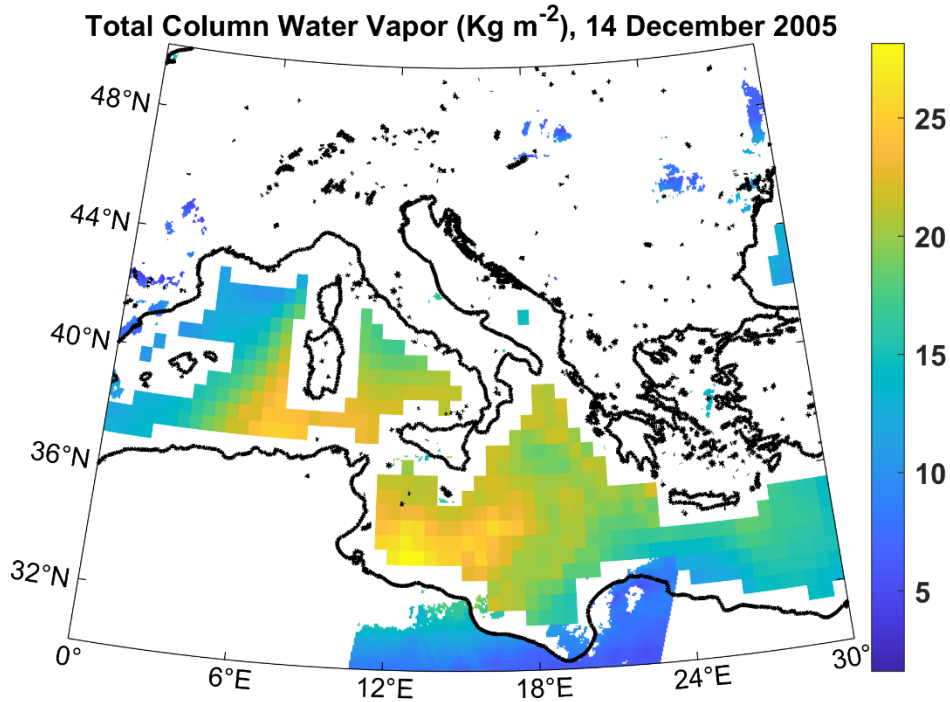 Total Column Water Vapor (Kg m⁻²), 14 December 2005
48°N
44°N
40°N
36°N
32°N
0°
6°E
12°E
18°E
24°E
30°
25
20
15
10
5